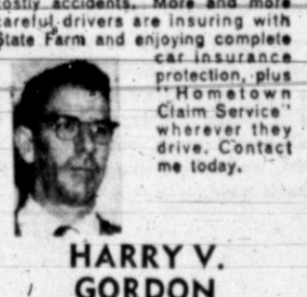 costly accidents. More and more
careful drivers are insuring with
State Farm and enjoying complete
car insurance
protection, plus
"Hometown
Claim Service"
wherever they
drive. Contact
me today.
HARRY V.
GORDON